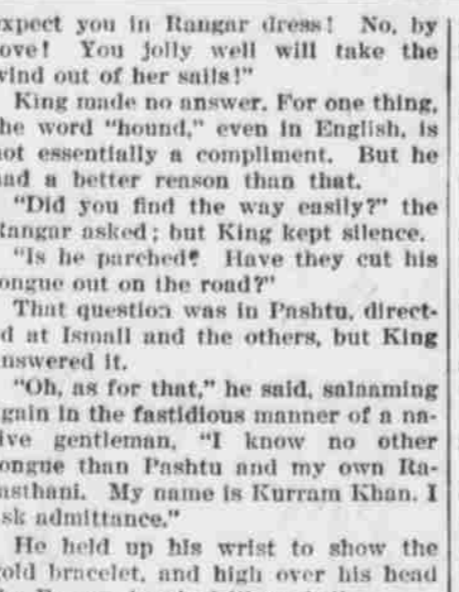 xpect you in Rangar dress! No, by
ove! You jolly well will take the
vind out of her sails!"
King made no answer. For one thing,
he word "hound," even in English, is
not essentially a compliment. But he
had a better reason than that.
"Did you find the way easily?" the
Rangar asked; but King kept silence.
"Is he parched? Have they cut his
ongue out on the road?"
That question was in Pashtu, direct-
d at Ismail and the others, but King
nswered it.
"Oh, as for that," he said, salaaming
gain in the fastidious manner of a na-
ive gentleman, "I know no other
ongue than Pashtu and my own Ra-
asthani. My name is Kurram Khan. I
sk admittance."
He held up his wrist to show the
gold bracelet, and high over his head